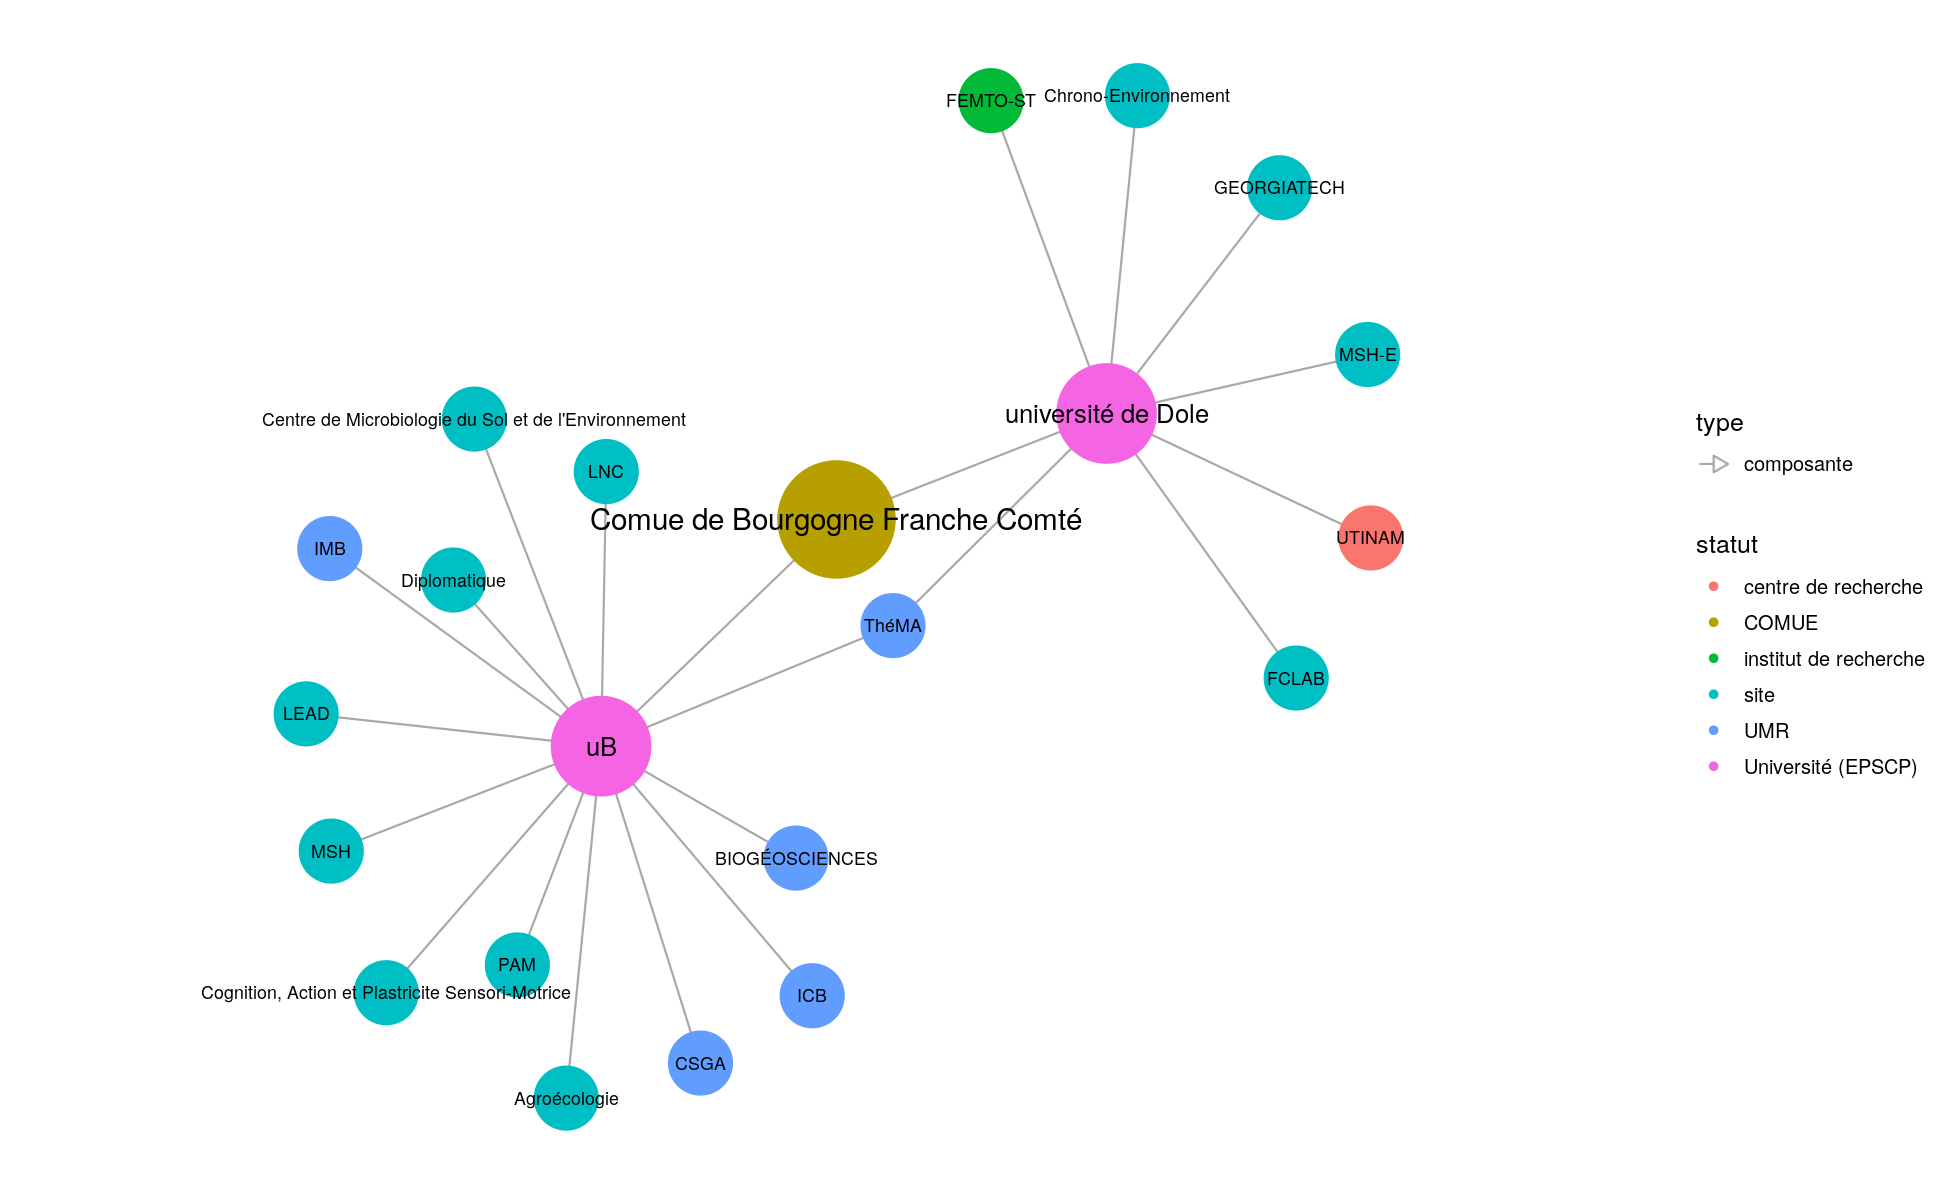 FEMTO-ST
Chrono-Environnement
GEORGIATECH
MSH-E
université de Dole
Centre de Microbiologie du Sol et de l'Environnement
LNC
Comue de Bourgogne Franche Comté
UTINAM
IMB
Diplomatique
ThéMA
FCLAB
LEAD
uB
MSH
BIOGÉOSCIENCES
PAM
Cognition, Action et Plastricite Sensori-Motrice
ICB
CSGA
Agroécologie
type
composante
statut
centre de recherche
COMUE
institut de recherche
site
UMR
Université (EPSCP)